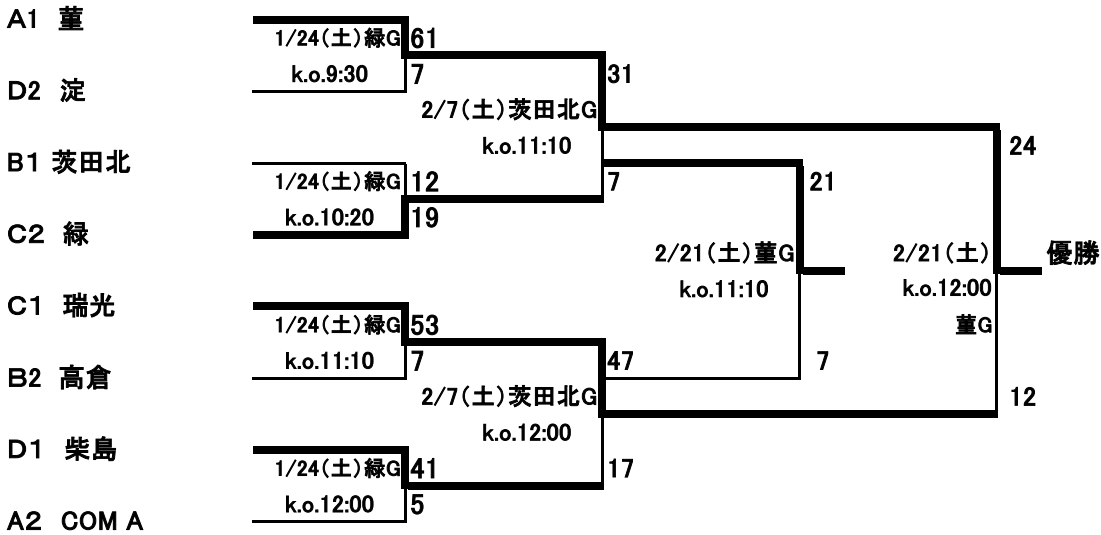 A1 菫
1/24(土)緑G 61
k.o.9:30 7
D2 淀
31
2/7(土)茨田北G
k.o.11:10
7
B1 茨田北
1/24(土)緑G 12
k.o.10:20 19
C2 緑
21
2/21(土)菫G
k.o.11:10
7
24
2/21(土)
k.o.12:00
菫G
優勝
12
C1 瑞光
1/24(土)緑G 53
k.o.11:10 7
B2 高倉
47
2/7(土)茨田北G
k.o.12:00
17
D1 柴島
1/24(土)緑G 41
k.o.12:00 5
A2 COM A